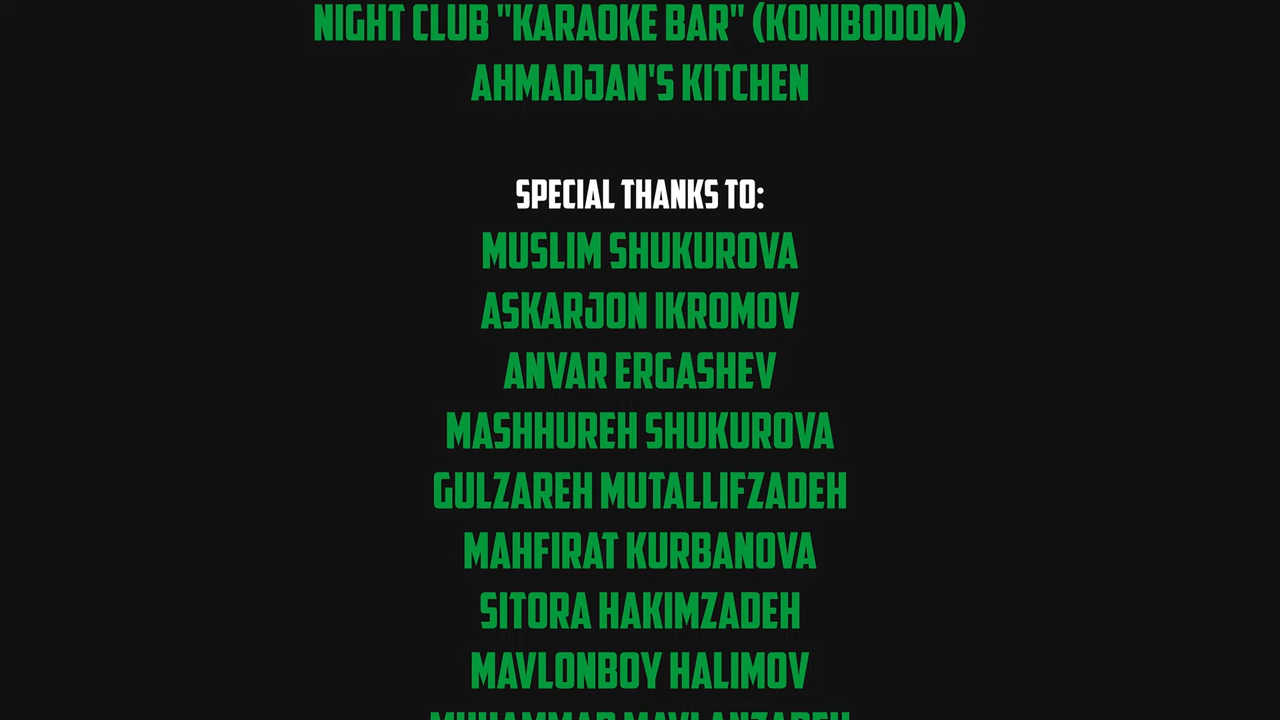 NIGHT CLUB "KARAOKE BAR" (KONIBODOM)
AHMADJAN'S KITCHEN
SPECIAL THANKS TO:
MUSLIM SHUKUROVA
ASKARJON IKROMOV
ANVAR ERGASHEV
MASHHUREH SHUKUROVA
GULZAREH MUTALLIFZADEH
MAHFIRAT KURBANOVA
SITORA HAKIMZADEH
MAVLONBOY HALIMOV